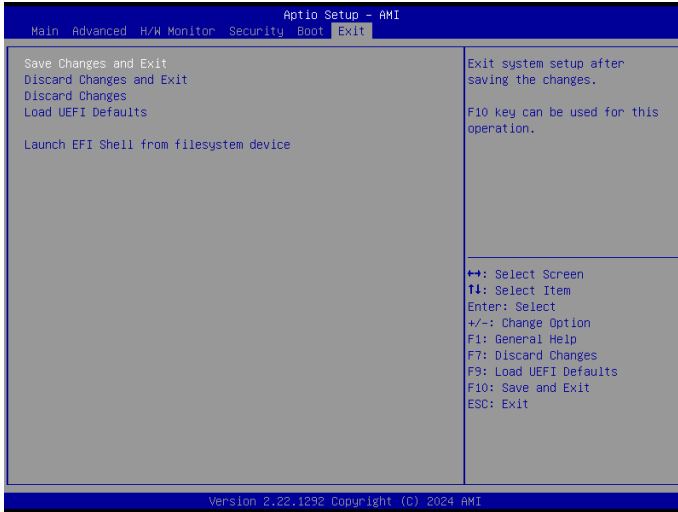 Aptio Setup – AMI
Main Advanced H/W Monitor Security Boot Exit
Save Changes and Exit
Discard Changes and Exit
Discard Changes
Load UEFI Defaults
Launch EFI Shell from filesystem device
Exit system setup after
saving the changes.
F10 key can be used for this
operation.
↔: Select Screen
↑↓: Select Item
Enter: Select
+/-: Change Option
F1: General Help
F7: Discard Changes
F9: Load UEFI Defaults
F10: Save and Exit
ESC: Exit
Version 2.22.1292 Copyright (C) 2024 AMI